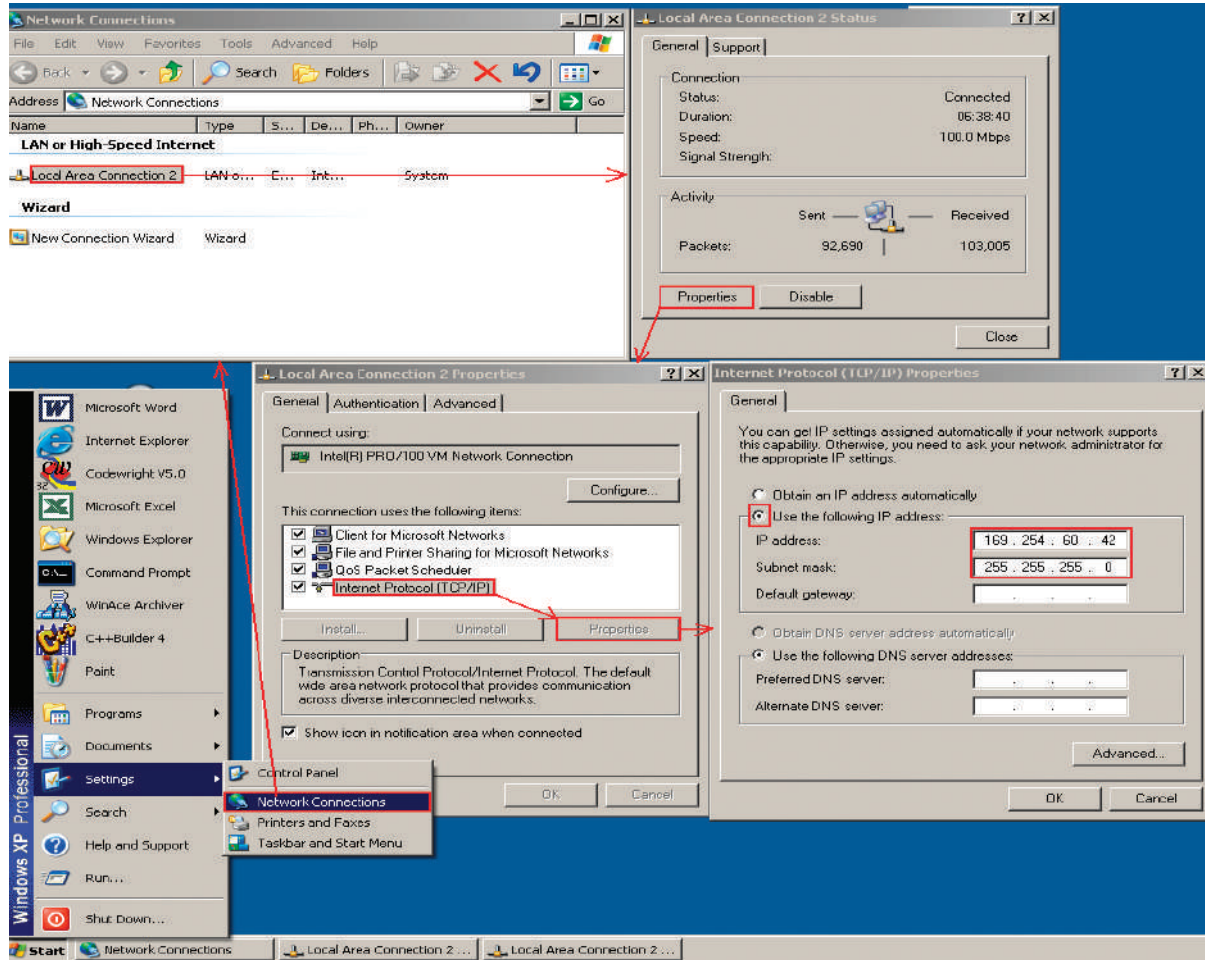 Network Connections
File Edit View Favorites Tools Advanced Help
Back Search Folders
Address Network Connections Go
Name Type S... De... Ph... Owner
LAN or High-Speed Internet
Local Area Connection 2 LAN o... E... Int... System
Wizard
New Connection Wizard Wizard
Local Area Connection 2 Status
General Support
Connection
Status: Connected
Duration: 06:38:40
Speed: 100.0 Mbps
Signal Strength:
Activity
Sent Received
Packets: 92,690 103,005
Properties Disable
Close
Microsoft Word
Internet Explorer
Codewright V5.0
Microsoft Excel
Windows Explorer
Command Prompt
WinAce Archiver
C++Builder 4
Paint
Programs
Documents
Settings
Search
Help and Support
Run...
Shut Down...
Windows XP Professional
Control Panel
Network Connections
Printers and Faxes
Taskbar and Start Menu
Local Area Connection 2 Properties
General Authentication Advanced
Connect using:
Intel(R) PRO/100 VM Network Connection
Configure...
This connection uses the following items:
Client for Microsoft Networks
File and Printer Sharing for Microsoft Networks
QoS Packet Scheduler
Internet Protocol (TCP/IP)
Install... Uninstall Properties
Description
Transmission Control Protocol/Internet Protocol. The default
wide area network protocol that provides communication
across diverse interconnected networks.
Show icon in notification area when connected
OK Cancel
Internet Protocol (TCP/IP) Properties
General
You can get IP settings assigned automatically if your network supports
this capability. Otherwise, you need to ask your network administrator for
the appropriate IP settings.
Obtain an IP address automatically
Use the following IP address:
IP address: 169 . 254 . 60 . 42
Subnet mask: 255 . 255 . 255 . 0
Default gateway: . . .
Obtain DNS server address automatically
Use the following DNS server addresses:
Preferred DNS server: . . .
Alternate DNS server: . . .
Advanced...
OK Cancel
Start Network Connections Local Area Connection 2 ... Local Area Connection 2 ...